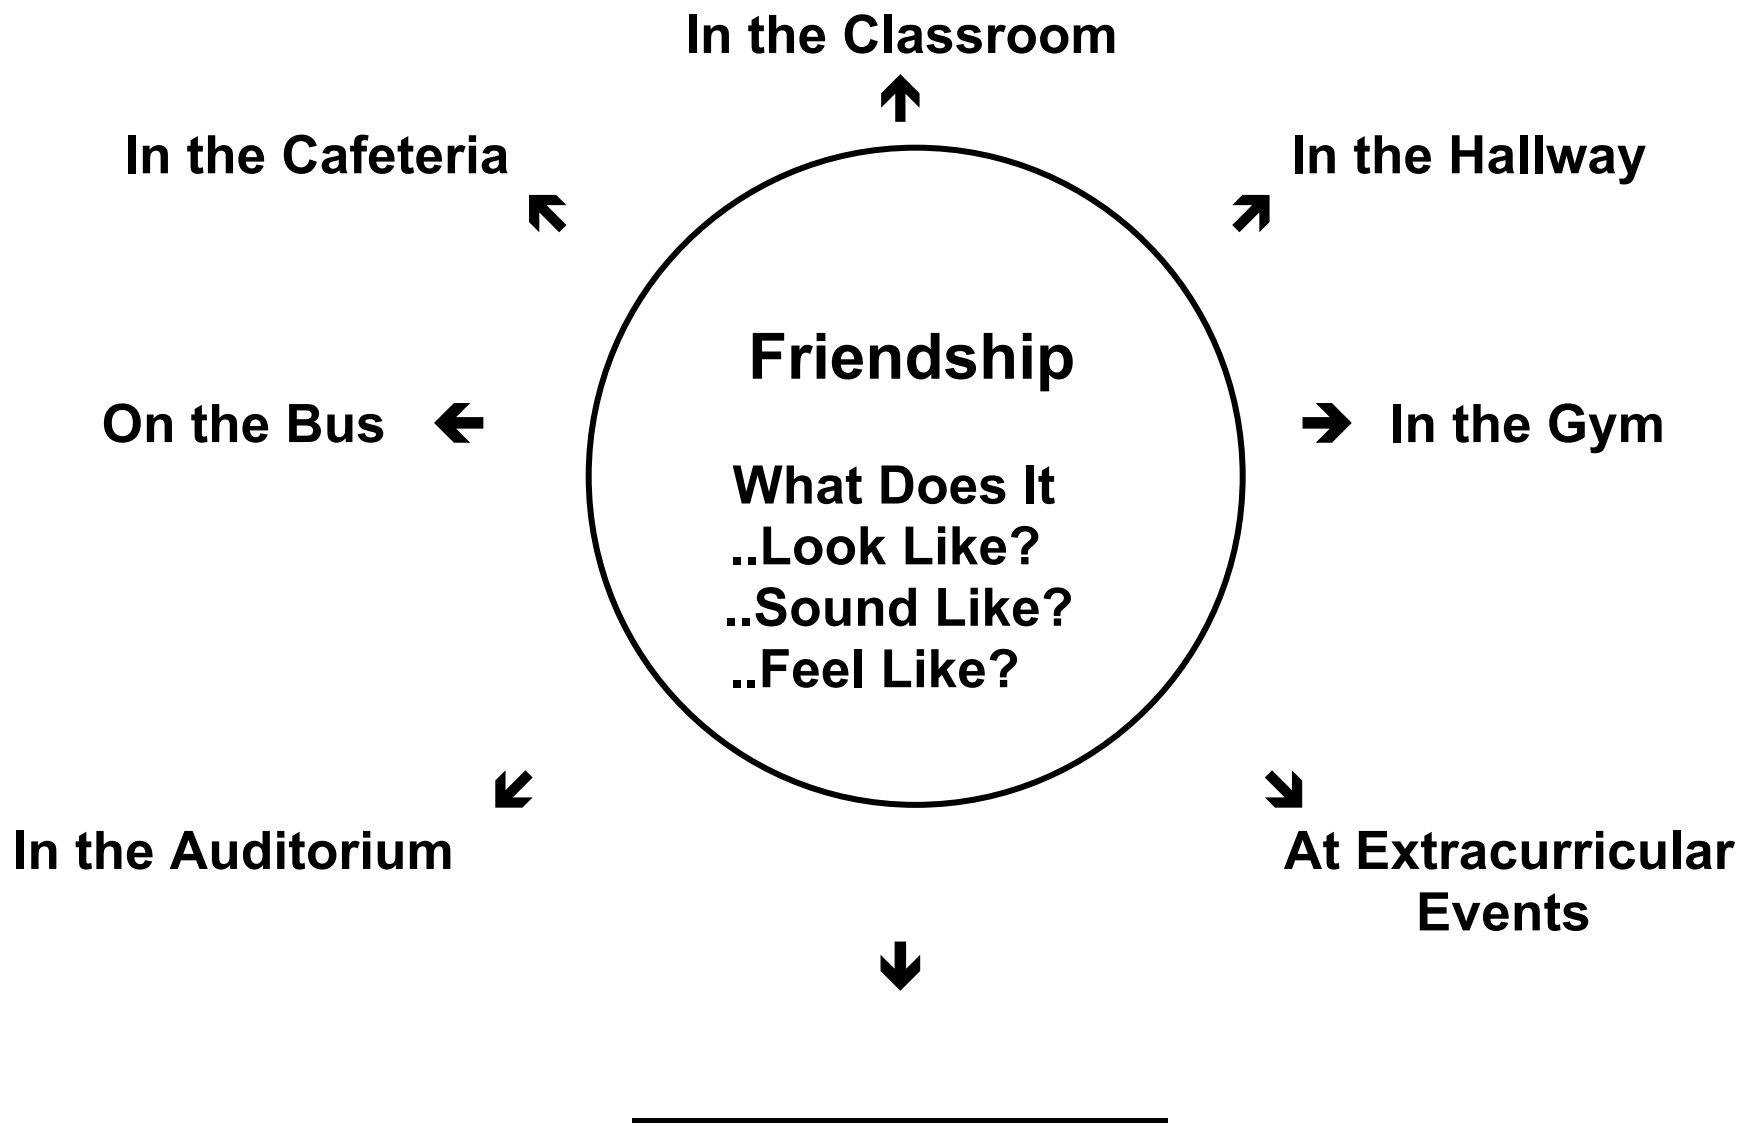 In the Classroom
In the Cafeteria
In the Hallway
Friendship
On the Bus
In the Gym
What Does It
..Look Like?
..Sound Like?
..Feel Like?
In the Auditorium
At Extracurricular
Events